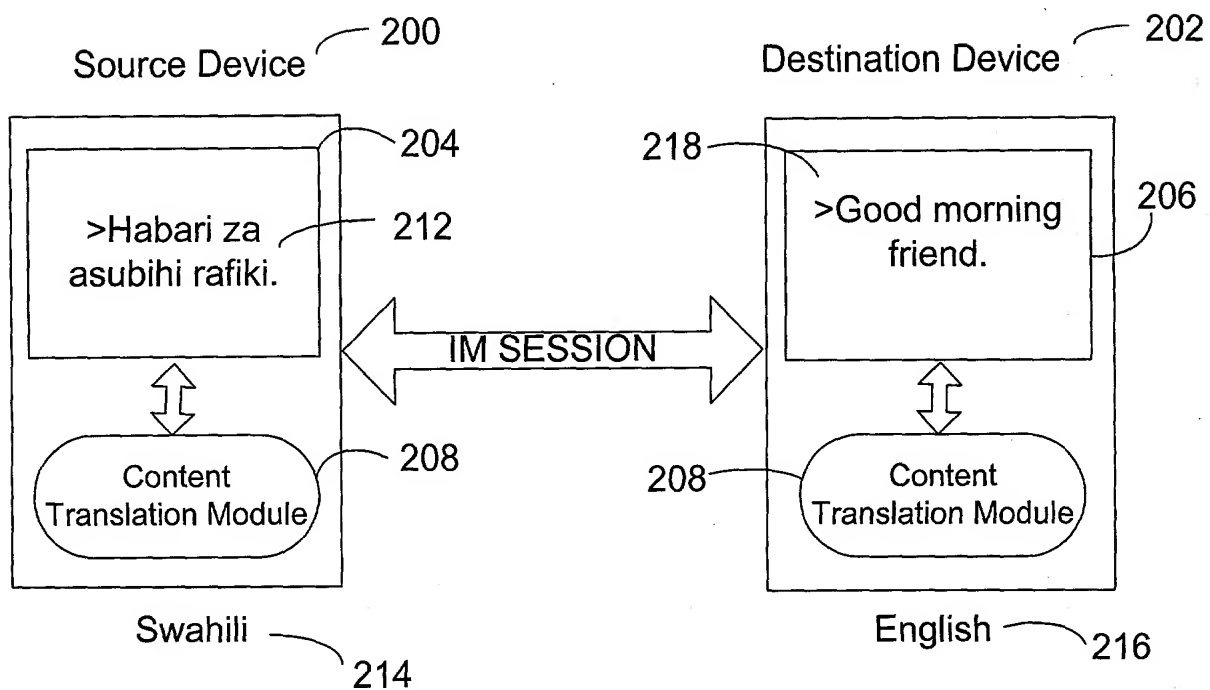 Source Device
200
204
>Habari za
asubihi rafiki.
212
Content
Translation Module
208
Swahili
214
IM SESSION
Destination Device
202
218
>Good morning
friend.
206
208
Content
Translation Module
English
216